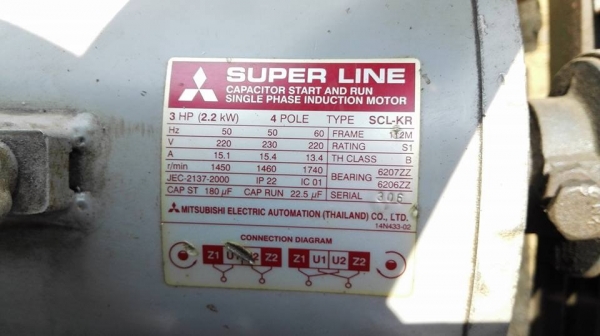 SUPER LINE
CAPACITOR START AND RUN
SINGLE PHASE INDUCTION MOTOR
3 HP (2.2 kW) 4 POLE TYPE SCL-KR
Hz 50 50 60 FRAME 112M
V 220 230 220 RATING S1
A 15.1 15.4 13.4 TH CLASS B
r/min 1450 1460 1740 BEARING 6207ZZ
JEC-2137-2000 IP 22 IC 01 6206ZZ
CAP ST 180 µF CAP RUN 22.5 µF SERIAL 306
MITSUBISHI ELECTRIC AUTOMATION (THAILAND) CO., LTD.
14N433-02
CONNECTION DIAGRAM
Z1 U1 U2 Z2 Z1 U1 U2 Z2